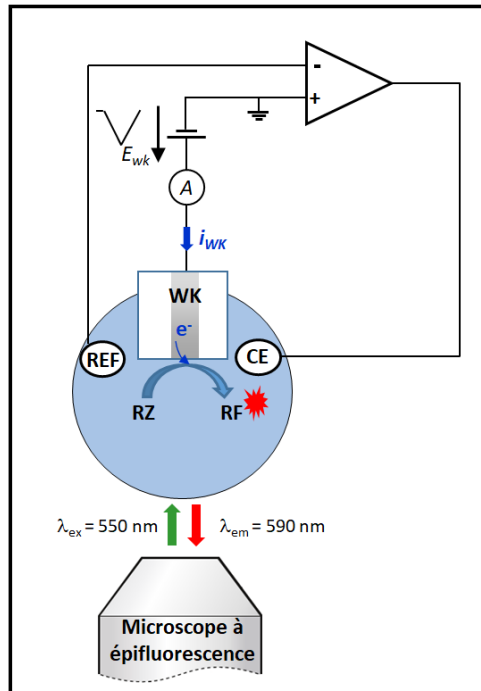 -
+
E_wk
A
i_WK
WK
e-
REF
CE
RZ
RF
λex = 550 nm
λem = 590 nm
Microscope à
épifluorescence